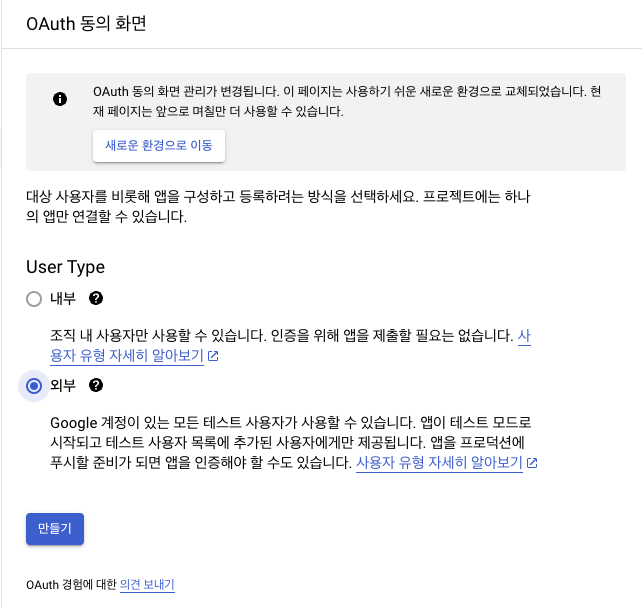 OAuth 동의 화면
OAuth 동의 화면 관리가 변경됩니다. 이 페이지는 사용하기 쉬운 새로운 환경으로 교체되었습니다. 현
재 페이지는 앞으로 며칠만 더 사용할 수 있습니다.
새로운 환경으로 이동
대상 사용자를 비롯해 앱을 구성하고 등록하려는 방식을 선택하세요. 프로젝트에는 하나
의 앱만 연결할 수 있습니다.
User Type
내부
조직 내 사용자만 사용할 수 있습니다. 인증을 위해 앱을 제출할 필요는 없습니다. 사
용자 유형 자세히 알아보기
외부
Google 계정이 있는 모든 테스트 사용자가 사용할 수 있습니다. 앱이 테스트 모드로
시작되고 테스트 사용자 목록에 추가된 사용자에게만 제공됩니다. 앱을 프로덕션에
푸시할 준비가 되면 앱을 인증해야 할 수도 있습니다. 사용자 유형 자세히 알아보기
만들기
OAuth 경험에 대한 의견 보내기